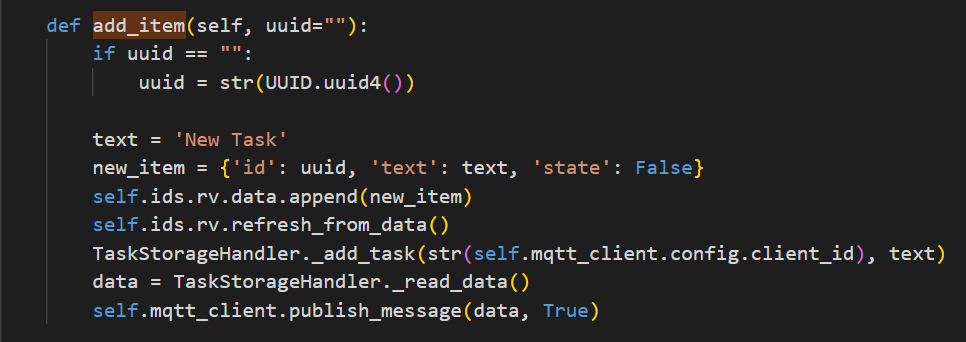 def add_item(self, uuid=""):
if uuid == "":
uuid = str(UUID.uuid4())
text = 'New Task'
new_item = {'id': uuid, 'text': text, 'state': False}
self.ids.rv.data.append(new_item)
self.ids.rv.refresh_from_data()
TaskStorageHandler._add_task(str(self.mqtt_client.config.client_id), text)
data = TaskStorageHandler._read_data()
self.mqtt_client.publish_message(data, True)